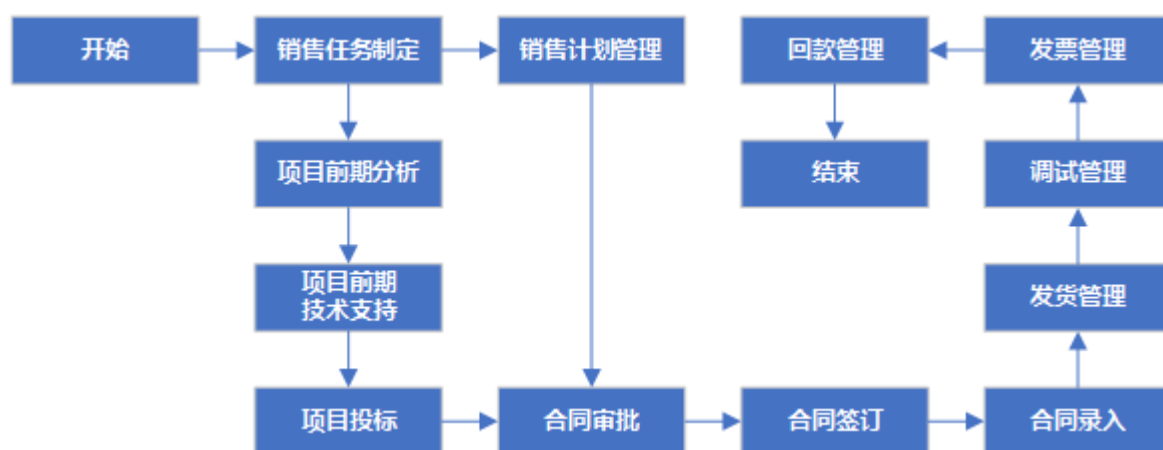 开始
销售任务制定
销售计划管理
回款管理
发票管理
项目前期分析
结束
调试管理
项目前期
技术支持
发货管理
项目投标
合同审批
合同签订
合同录入